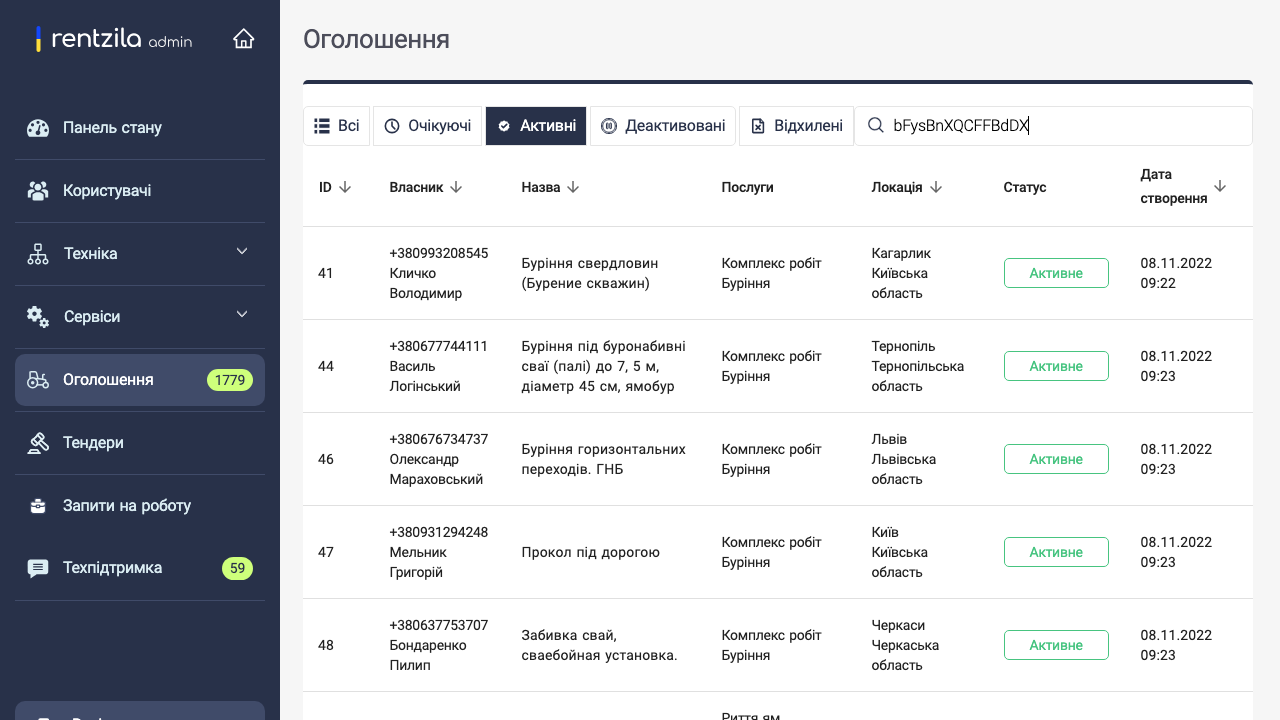 rentzila admin
Оголошення
Панель стану
Користувачі
Техніка
Сервіси
Оголошення 1779
Тендери
Запити на роботу
Техпідтримка 59
Всі Очікуючі Активні Деактивовані Відхилені bFysBnXQCFFBdDX
ID Власник Назва Послуги Локація Статус Дата створення
41
+380993208545
Кличко
Володимир
Буріння свердловин
(Бурение скважин)
Комплекс робіт
Буріння
Кагарлик
Київська
область
Активне
08.11.2022
09:22
44
+380677744111
Василь
Логінський
Буріння під буронабивні
сваї (палі) до 7, 5 м,
діаметр 45 см, ямобур
Комплекс робіт
Буріння
Тернопіль
Тернопільська
область
Активне
08.11.2022
09:23
46
+380676734737
Олександр
Мараховський
Буріння горизонтальних
переходів. ГНБ
Комплекс робіт
Буріння
Львів
Львівська
область
Активне
08.11.2022
09:23
47
+380931294248
Мельник
Григорій
Прокол під дорогою
Комплекс робіт
Буріння
Київ
Київська
область
Активне
08.11.2022
09:23
48
+380637753707
Бондаренко
Пилип
Забивка свай,
сваебойная установка.
Комплекс робіт
Буріння
Черкаси
Черкаська
область
Активне
08.11.2022
09:23
Риття ям